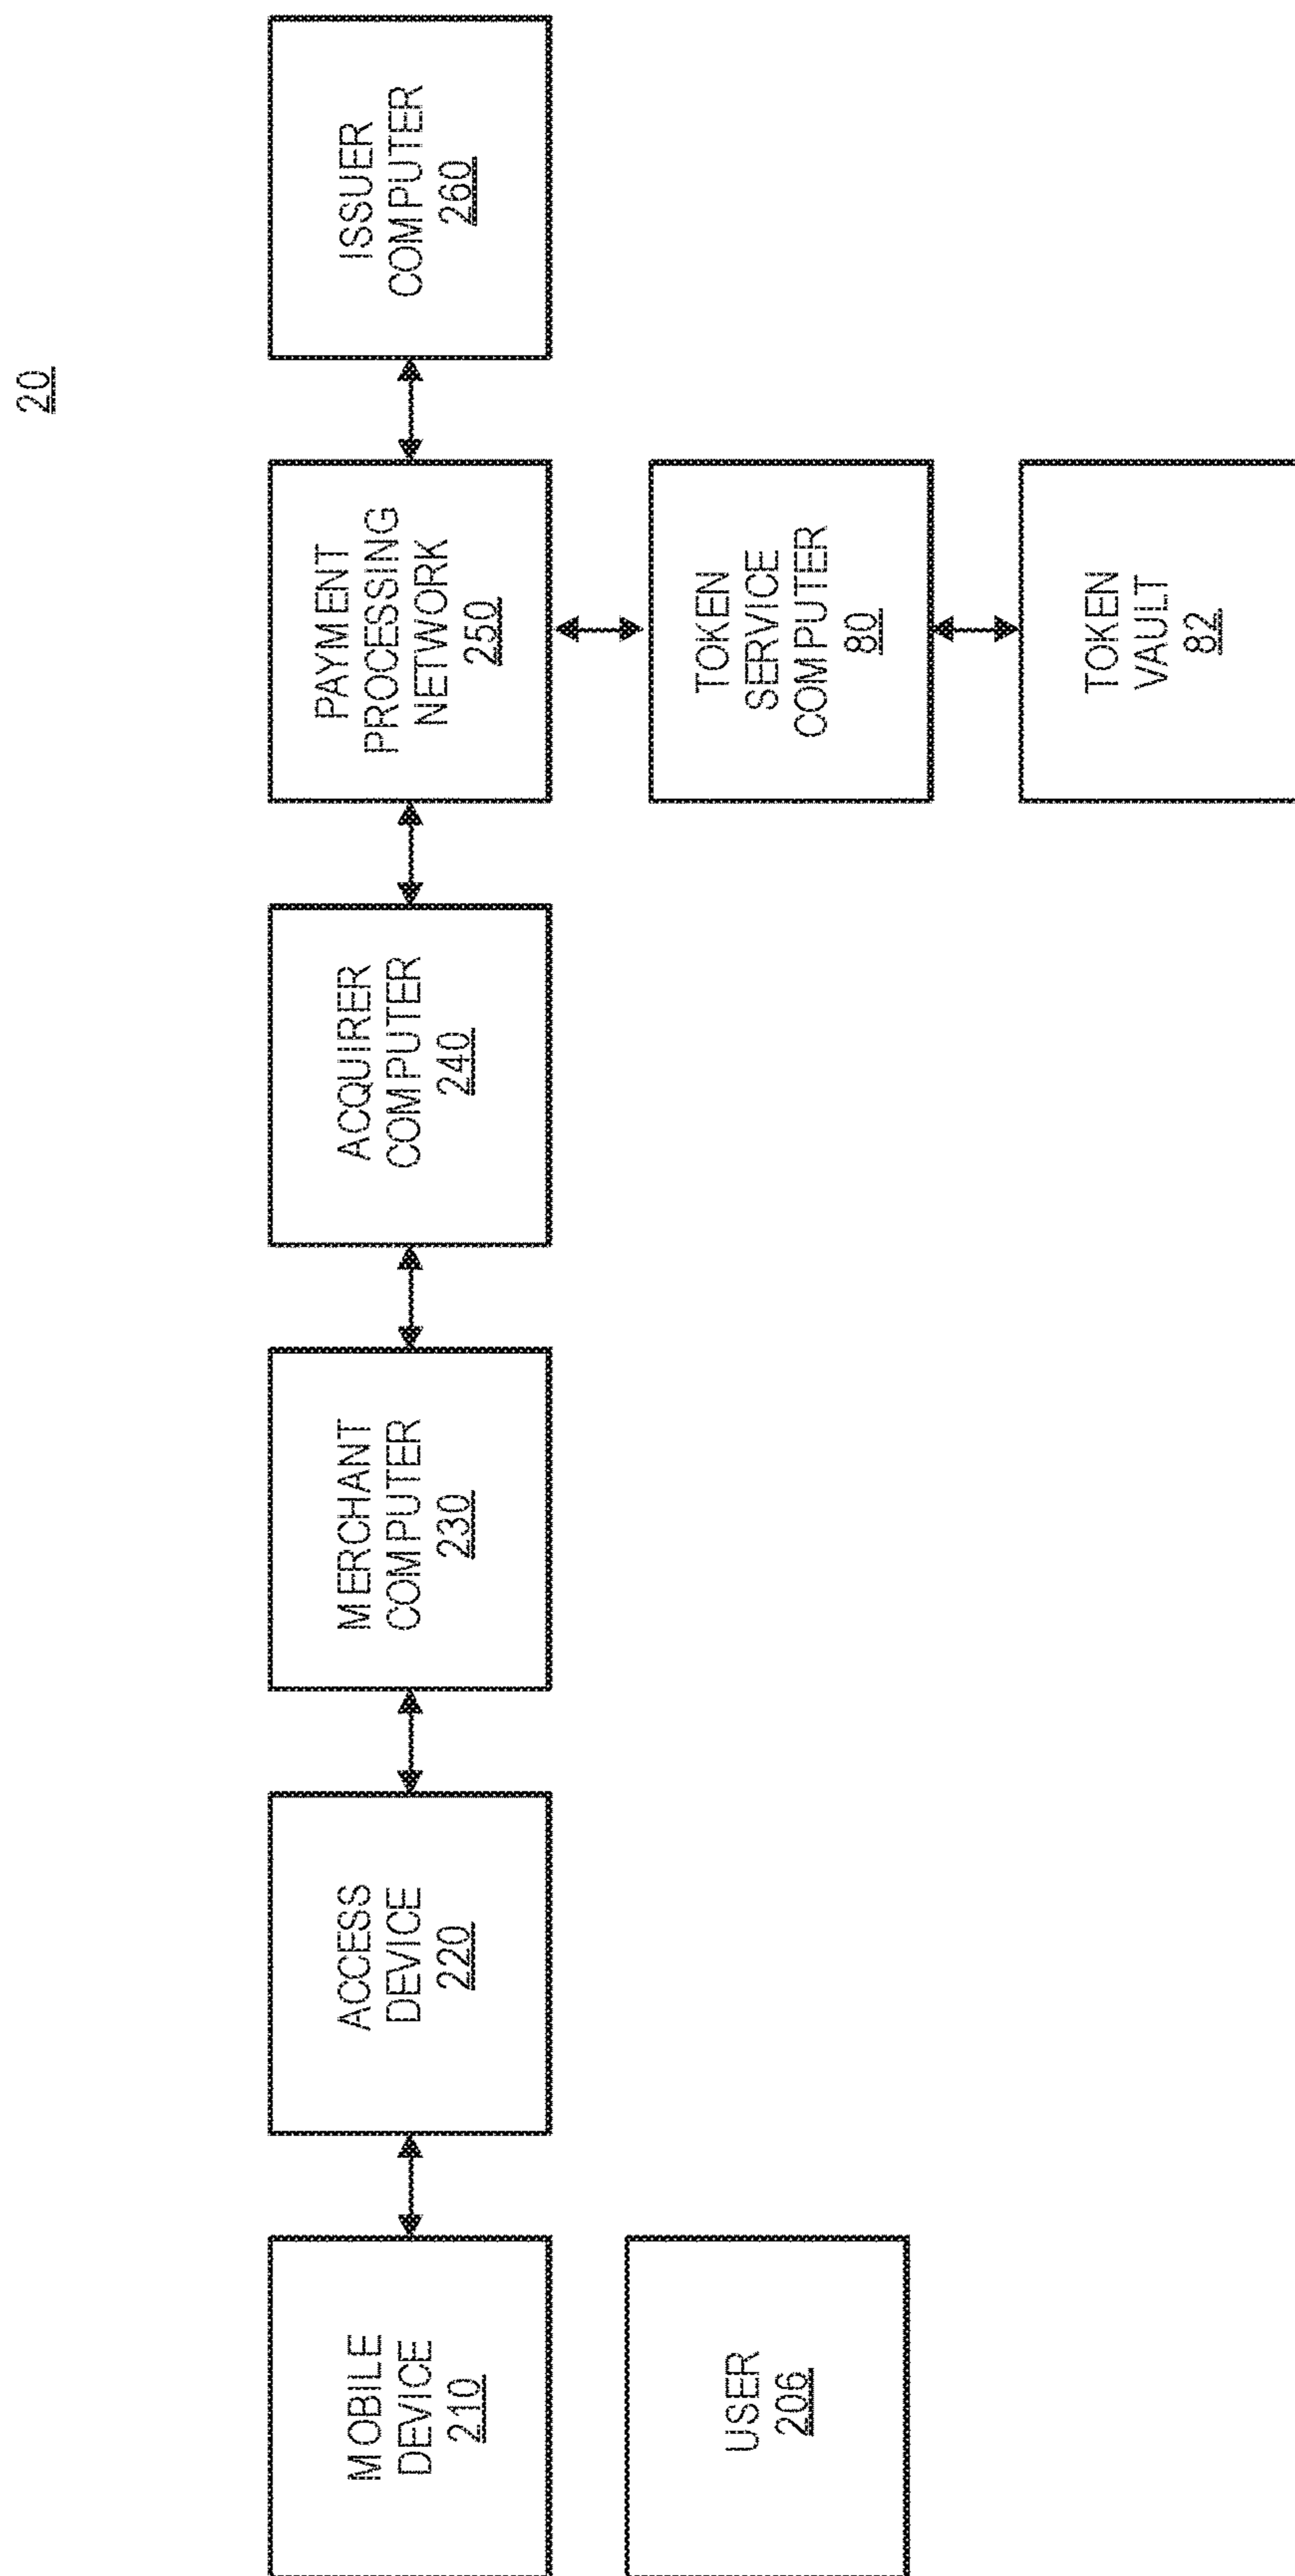 20
MOBILE
DEVICE
210
ACCESS
DEVICE
220
MERCHANT
COMPUTER
230
ACQUIRER
COMPUTER
240
PAYMENT
PROCESSING
NETWORK
250
ISSUER
COMPUTER
260
USER
206
TOKEN
SERVICE
COMPUTER
80
TOKEN
VAULT
82